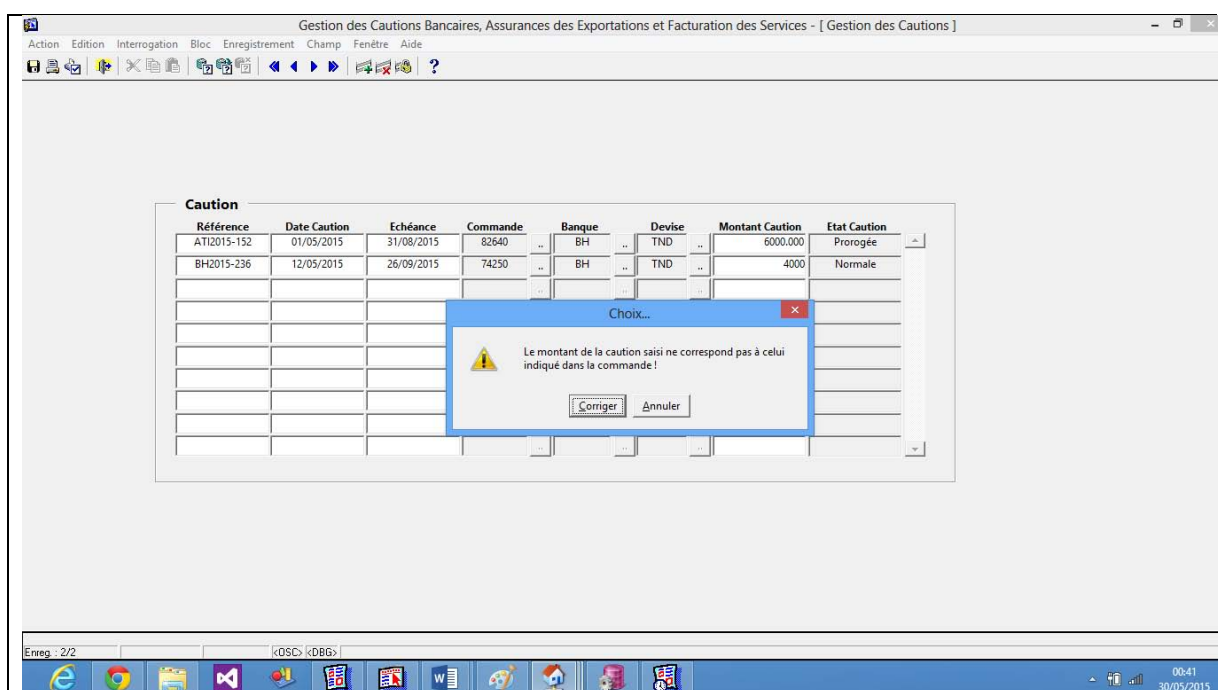 Gestion des Cautions Bancaires, Assurances des Exportations et Facturation des Services - [ Gestion des Cautions ]
Action Edition Interrogation Bloc Enregistrement Champ Fenêtre Aide
?
Caution
Référence Date Caution Echéance Commande Banque Devise Montant Caution Etat Caution
ATI2015-152 01/05/2015 31/08/2015 82640 .. BH .. TND .. 6000.000 Prorogée
BH2015-236 12/05/2015 26/09/2015 74250 .. BH .. TND .. 4000 Normale
Choix...
Le montant de la caution saisi ne correspond pas à celui
indiqué dans la commande !
Corriger Annuler
Enreg. : 2/2 <OSC> <DBG>
00:41
30/05/2015